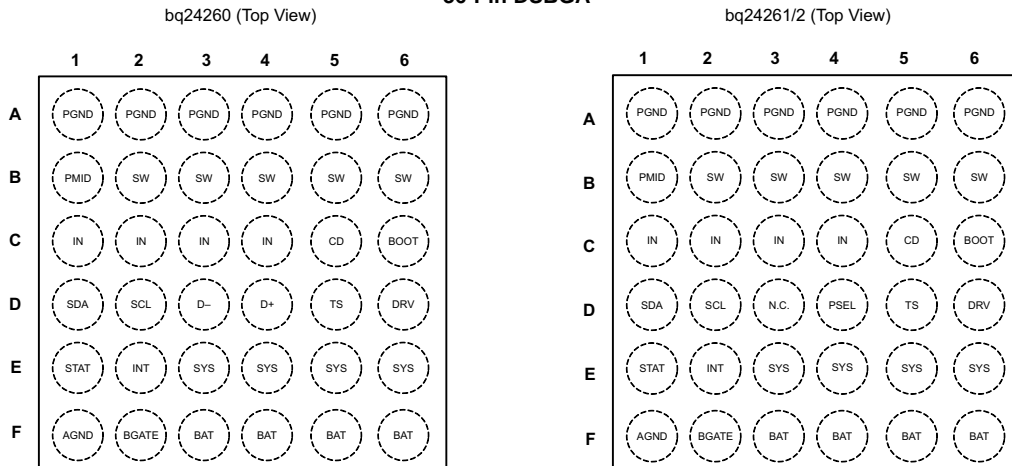 bq24260 (Top View)
1 2 3 4 5 6
A PGND PGND PGND PGND PGND PGND
B PMID SW SW SW SW SW
C IN IN IN IN CD BOOT
D SDA SCL D– D+ TS DRV
E STAT INT SYS SYS SYS SYS
F AGND BGATE BAT BAT BAT BAT
bq24261/2 (Top View)
1 2 3 4 5 6
A PGND PGND PGND PGND PGND PGND
B PMID SW SW SW SW SW
C IN IN IN IN CD BOOT
D SDA SCL N.C. PSEL TS DRV
E STAT INT SYS SYS SYS SYS
F AGND BGATE BAT BAT BAT BAT